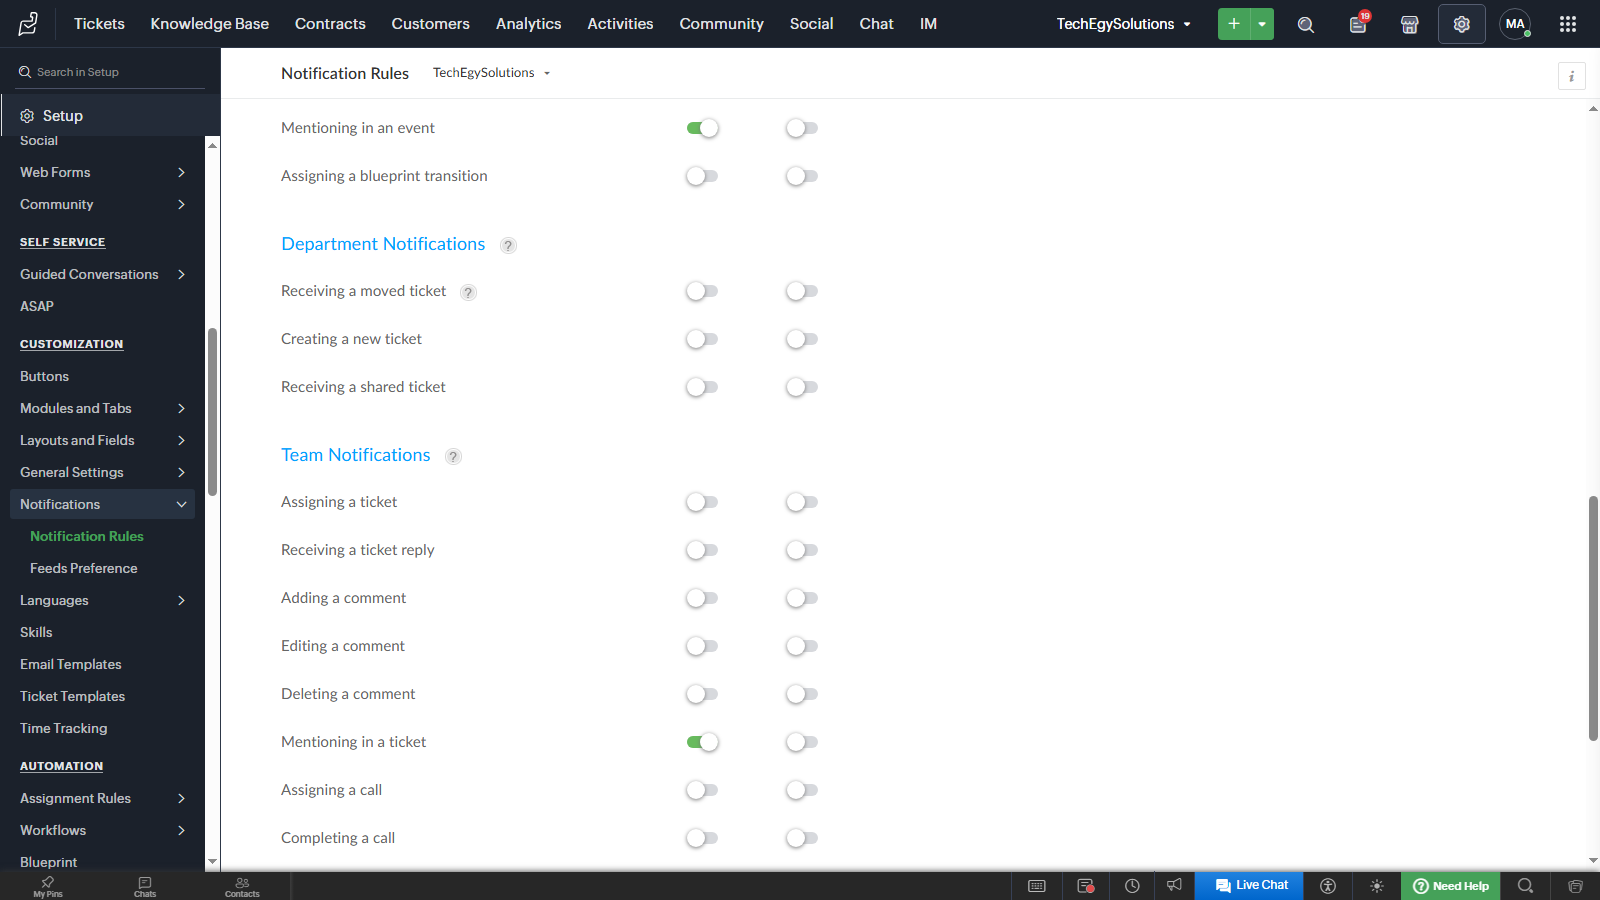 Tickets Knowledge Base Contracts Customers Analytics Activities Community Social Chat IM TechEgySolutions 19 MA
Search in Setup
Setup
Social
Web Forms
Community
SELF SERVICE
Guided Conversations
ASAP
CUSTOMIZATION
Buttons
Modules and Tabs
Layouts and Fields
General Settings
Notifications
Notification Rules
Feeds Preference
Languages
Skills
Email Templates
Ticket Templates
Time Tracking
AUTOMATION
Assignment Rules
Workflows
Blueprint
Notification Rules TechEgySolutions i
Mentioning in an event
Assigning a blueprint transition
Department Notifications ?
Receiving a moved ticket ?
Creating a new ticket
Receiving a shared ticket
Team Notifications ?
Assigning a ticket
Receiving a ticket reply
Adding a comment
Editing a comment
Deleting a comment
Mentioning in a ticket
Assigning a call
Completing a call
My Pins Chats Contacts Live Chat ? Need Help